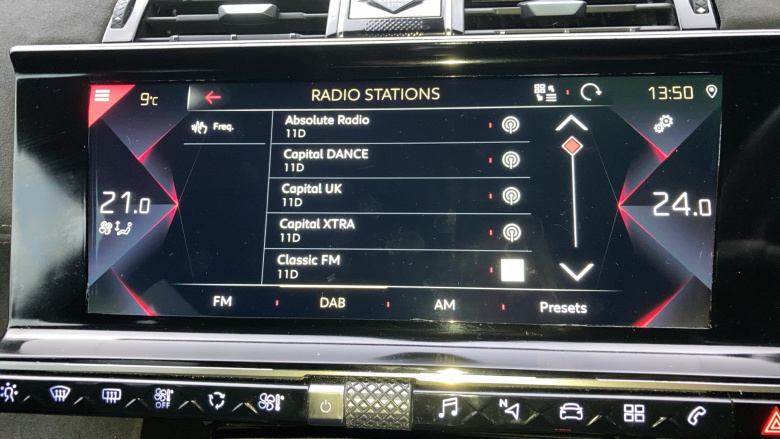 9°C
RADIO STATIONS
13:50
Freq.
Absolute Radio
11D
Capital DANCE
11D
Capital UK
11D
Capital XTRA
11D
Classic FM
11D
21.0
24.0
FM
DAB
AM
Presets
OFF
N